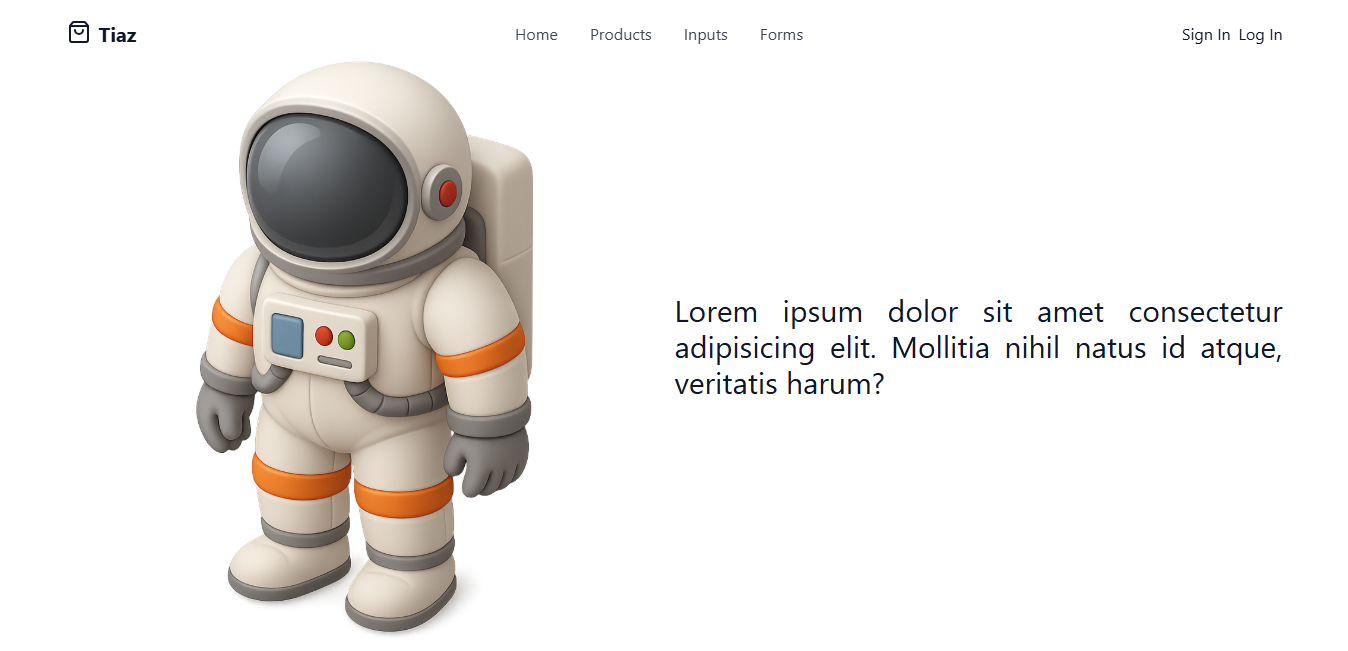 Tiaz
Home
Products
Inputs
Forms
Sign In
Log In
Lorem ipsum dolor sit amet consectetur
adipisicing elit. Mollitia nihil natus id atque,
veritatis harum?